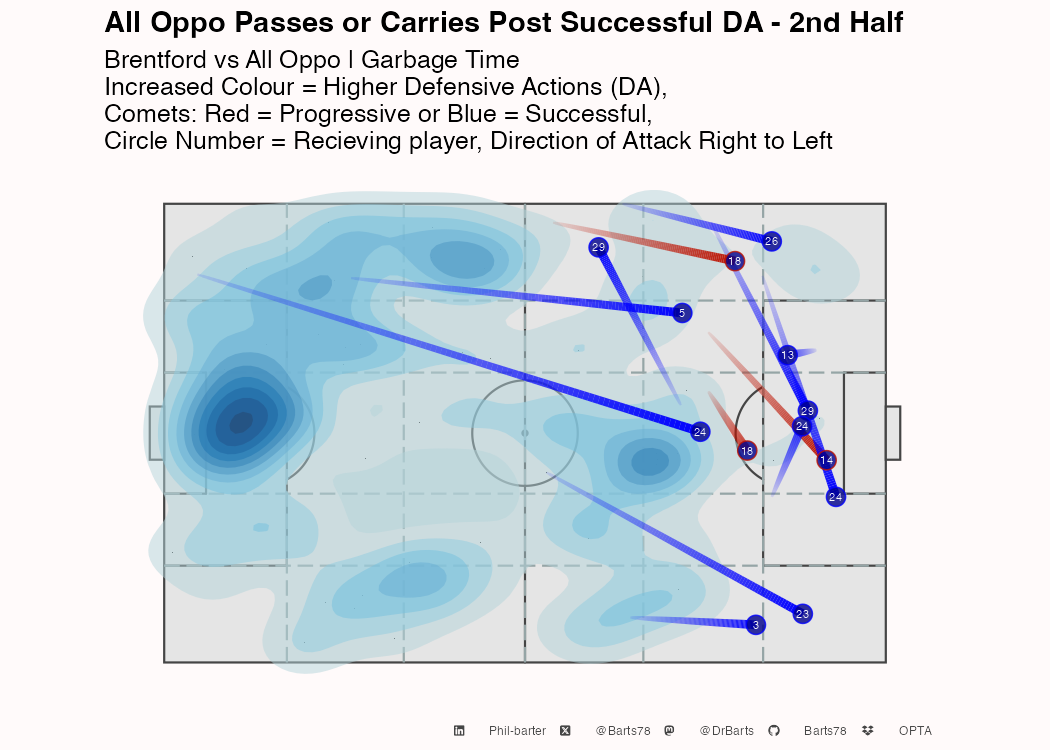 All Oppo Passes or Carries Post Successful DA - 2nd Half
Brentford vs All Oppo | Garbage Time
Increased Colour = Higher Defensive Actions (DA),
Comets: Red = Progressive or Blue = Successful,
Circle Number = Recieving player, Direction of Attack Right to Left
26
29
18
5
13
29
24
24
18
14
24
23
3
Phil-barter @Barts78 @DrBarts Barts78 OPTA